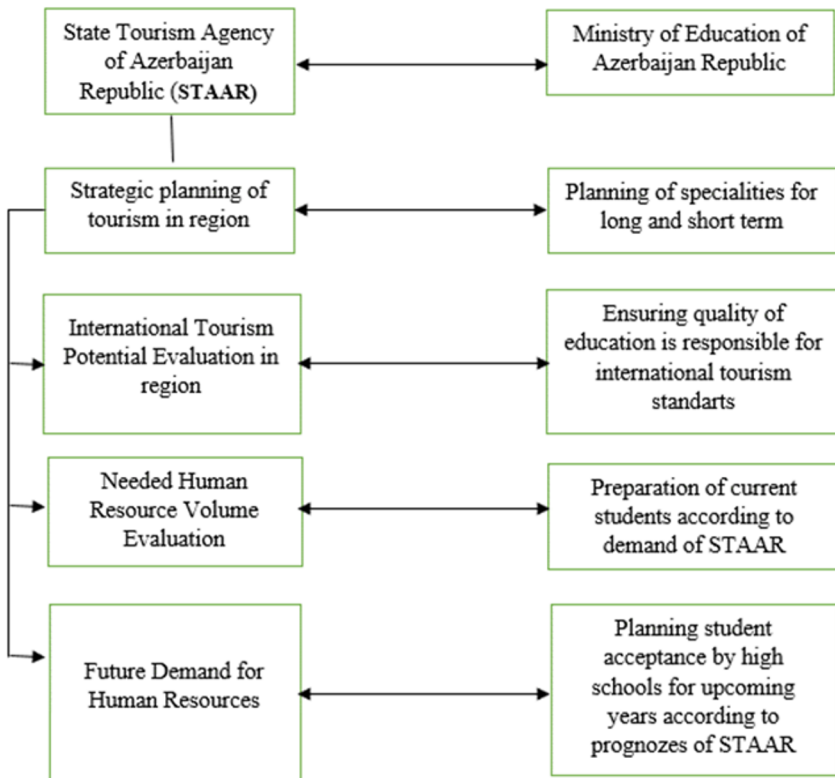 State Tourism Agency
of Azerbaijan
Republic (STAAR)
Ministry of Education of
Azerbaijan Republic
Strategic planning of
tourism in region
Planning of specialities for
long and short term
International Tourism
Potential Evaluation in
region
Ensuring quality of
education is responsible for
international tourism
standarts
Needed Human
Resource Volume
Evaluation
Preparation of current
students according to
demand of STAAR
Future Demand for
Human Resources
Planning student
acceptance by high
schools for upcoming
years according to
prognozes of STAAR